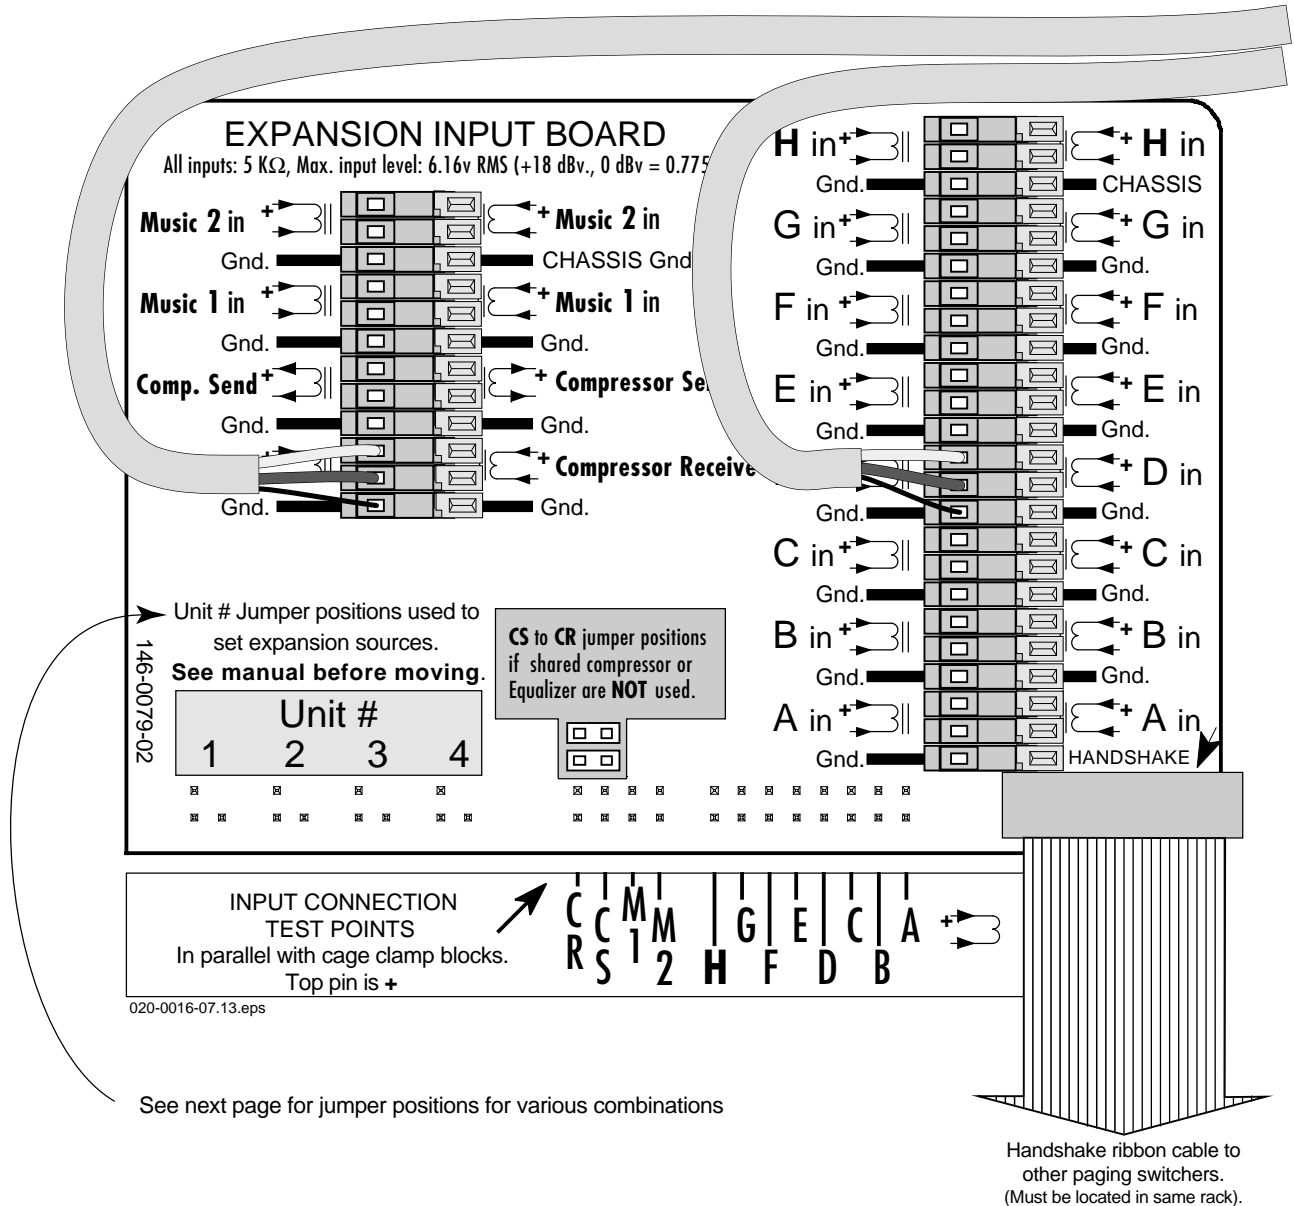 EXPANSION INPUT BOARD
All inputs: 5 KΩ, Max. input level: 6.16v RMS (+18 dBv., 0 dBv = 0.775
Music 2 in + + Music 2 in
Gnd. CHASSIS Gnd
Music 1 in + + Music 1 in
Gnd. Gnd.
Comp. Send + + Compressor Se
Gnd. Gnd.
+ Compressor Receive
Gnd. Gnd.
H in + + H in
Gnd. CHASSIS
G in + + G in
Gnd. Gnd.
F in + + F in
Gnd. Gnd.
E in + + E in
Gnd. Gnd.
+ D in
Gnd. Gnd.
C in + + C in
Gnd. Gnd.
B in + + B in
Gnd. Gnd.
A in + + A in
Gnd. HANDSHAKE
Unit # Jumper positions used to
set expansion sources.
See manual before moving.
146-0079-02
Unit #
1 2 3 4
CS to CR jumper positions
if shared compressor or
Equalizer are NOT used.
INPUT CONNECTION
TEST POINTS
In parallel with cage clamp blocks.
Top pin is +
CR CS M1 M2 H G F E D C B A +
020-0016-07.13.eps
See next page for jumper positions for various combinations
Handshake ribbon cable to
other paging switchers.
(Must be located in same rack).